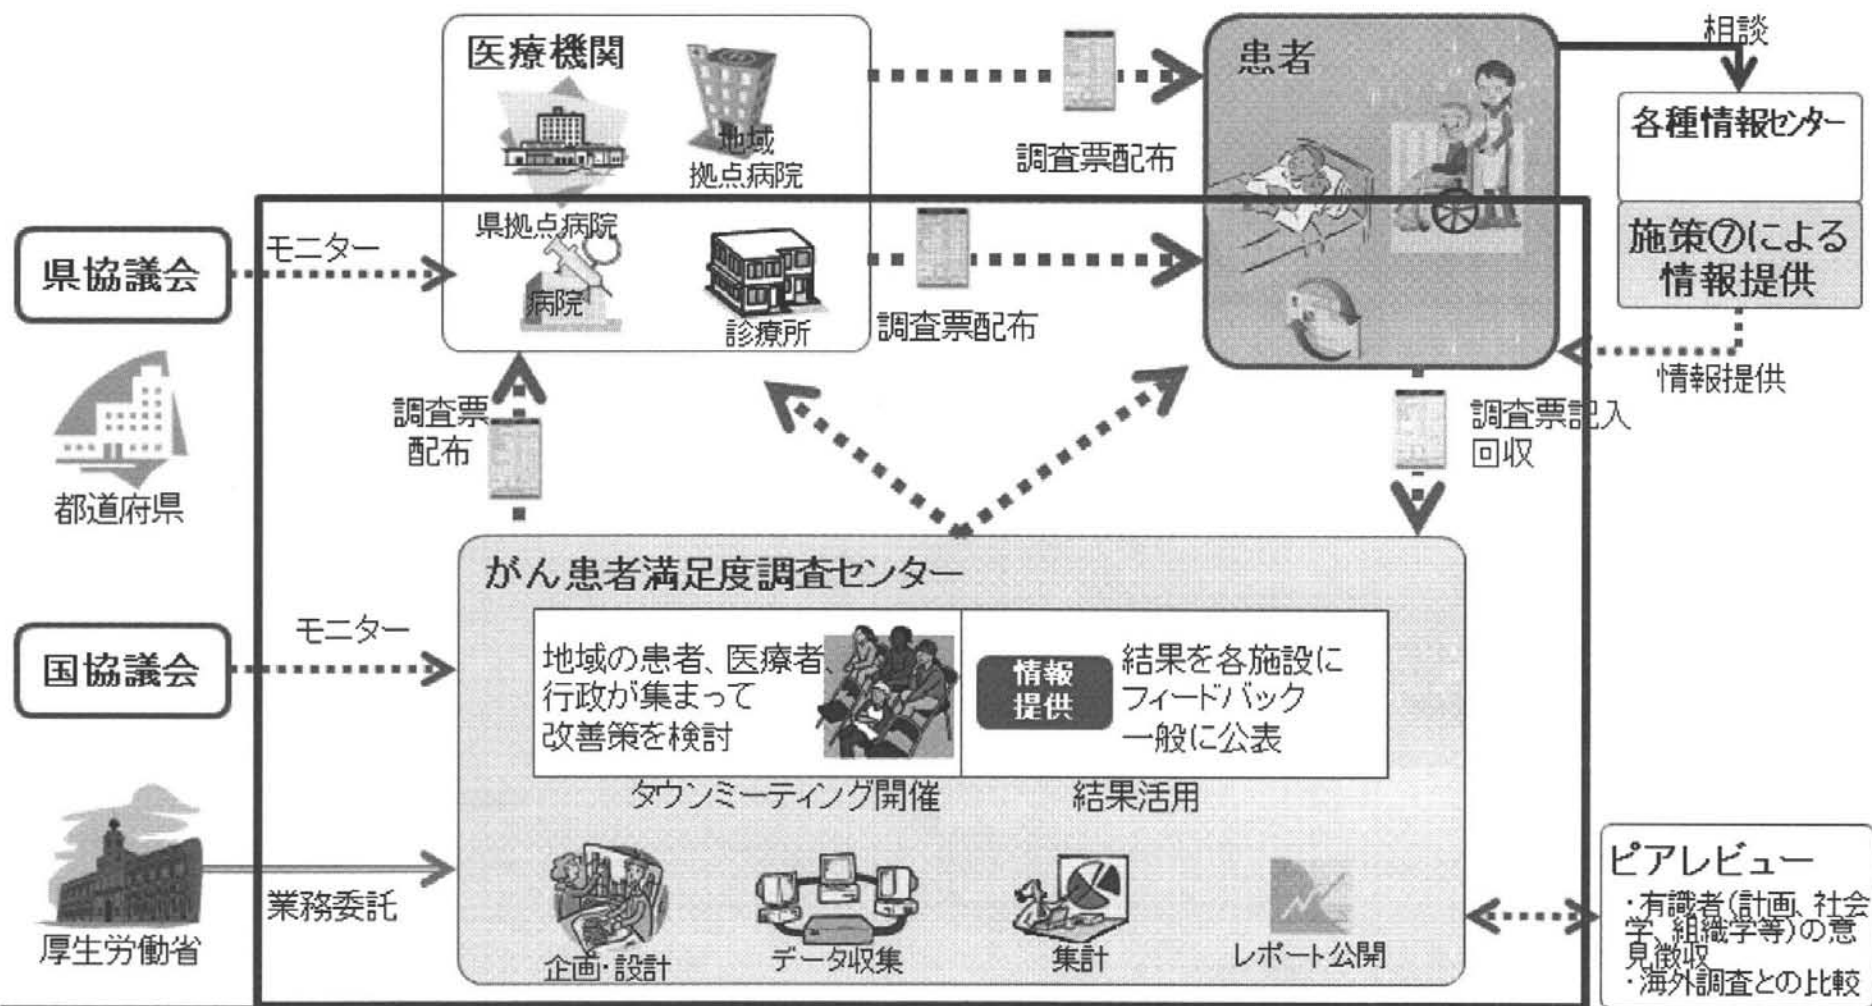 医療機関
地域
拠点病院
県拠点病院
病院
診療所
調査票配布
調査票配布
患者
相談
各種情報センター
施策⑦による
情報提供
情報提供
県協議会
モニター
都道府県
調査票
配布
調査票記入
回収
がん患者満足度調査センター
国協議会
モニター
地域の患者、医療者、
行政が集まって
改善策を検討
情報
提供
結果を各施設に
フィードバック
一般に公表
タウンミーティング開催
結果活用
厚生労働省
業務委託
企画・設計
データ収集
集計
レポート公開
ピアレビュー
・有識者(計画、社会
学、組織学等)の意
見徴収
・海外調査との比較